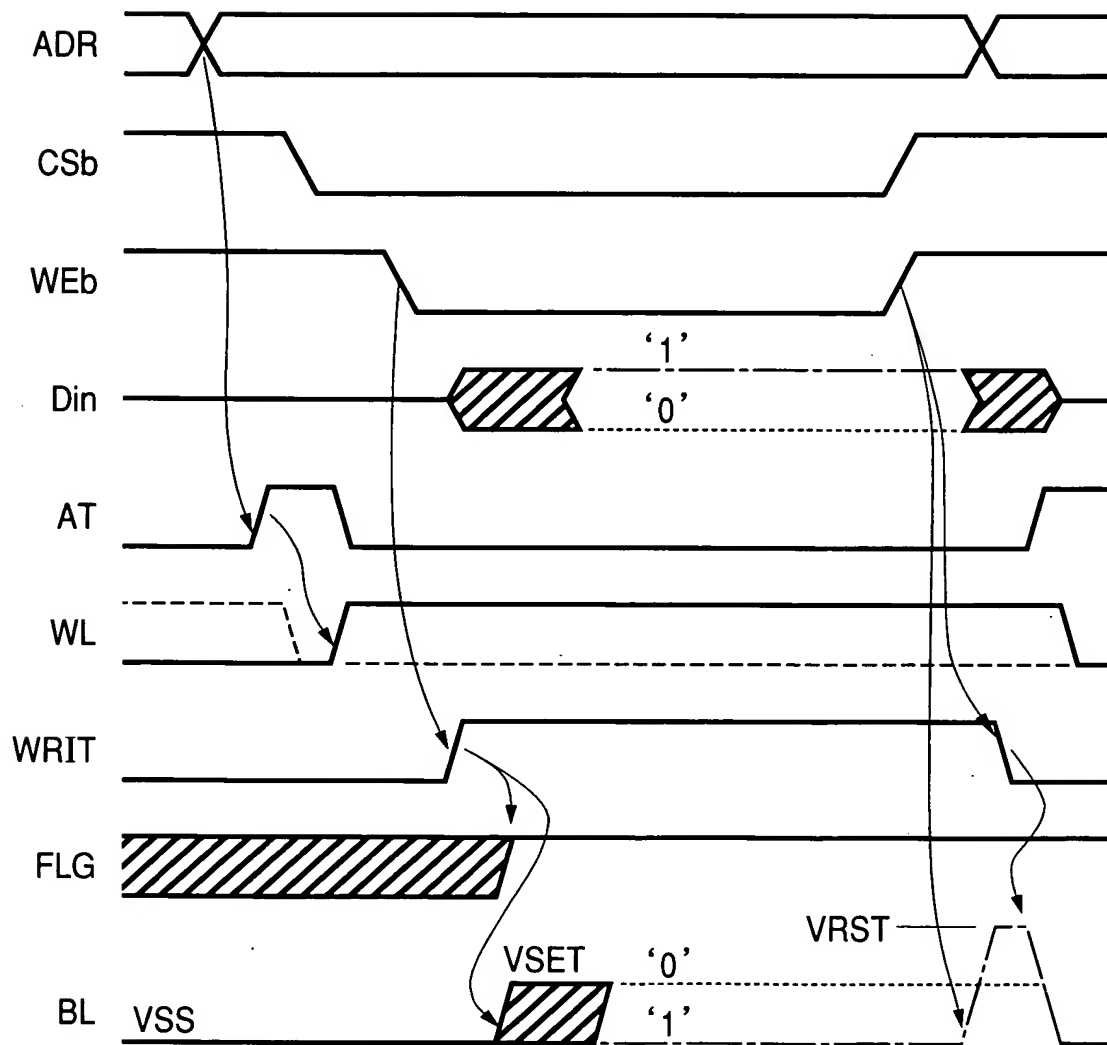 ADR
CSb
WEb
‘1’
Din
‘0’
AT
WL
WRIT
FLG
VRST
VSET
‘0’
BL
VSS
‘1’